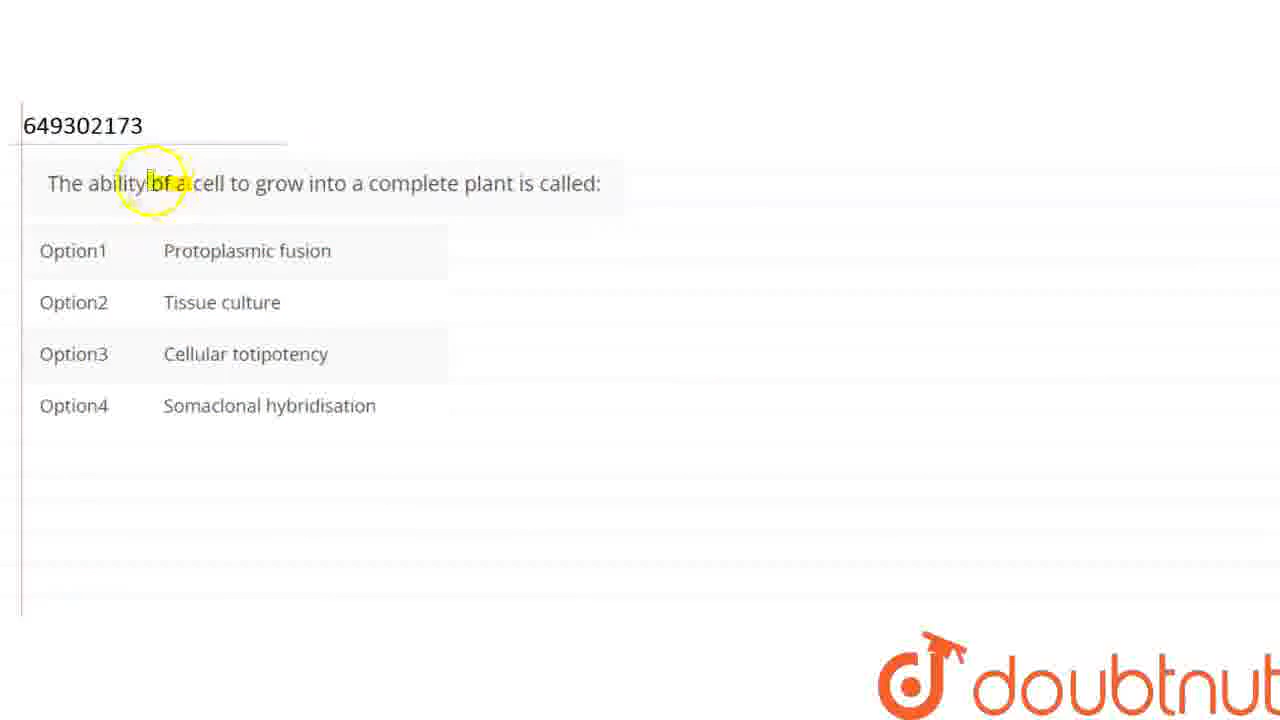 649302173
The ability of a cell to grow into a complete plant is called:
Option1 Protoplasmic fusion
Option2 Tissue culture
Option3 Cellular totipotency
Option4 Somaclonal hybridisation
doubtnut